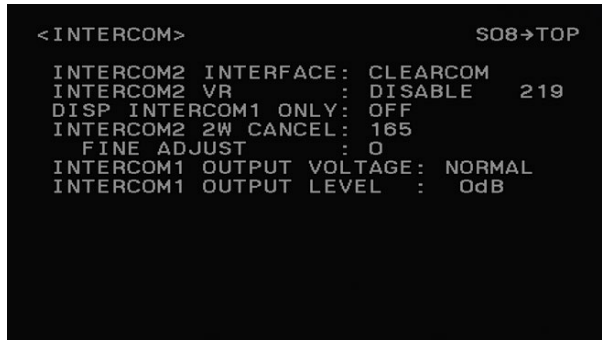 <INTERCOM> S08→TOP
INTERCOM2 INTERFACE: CLEARCOM
INTERCOM2 VR : DISABLE 219
DISP INTERCOM1 ONLY: OFF
INTERCOM2 2W CANCEL: 165
FINE ADJUST : 0
INTERCOM1 OUTPUT VOLTAGE: NORMAL
INTERCOM1 OUTPUT LEVEL : 0dB